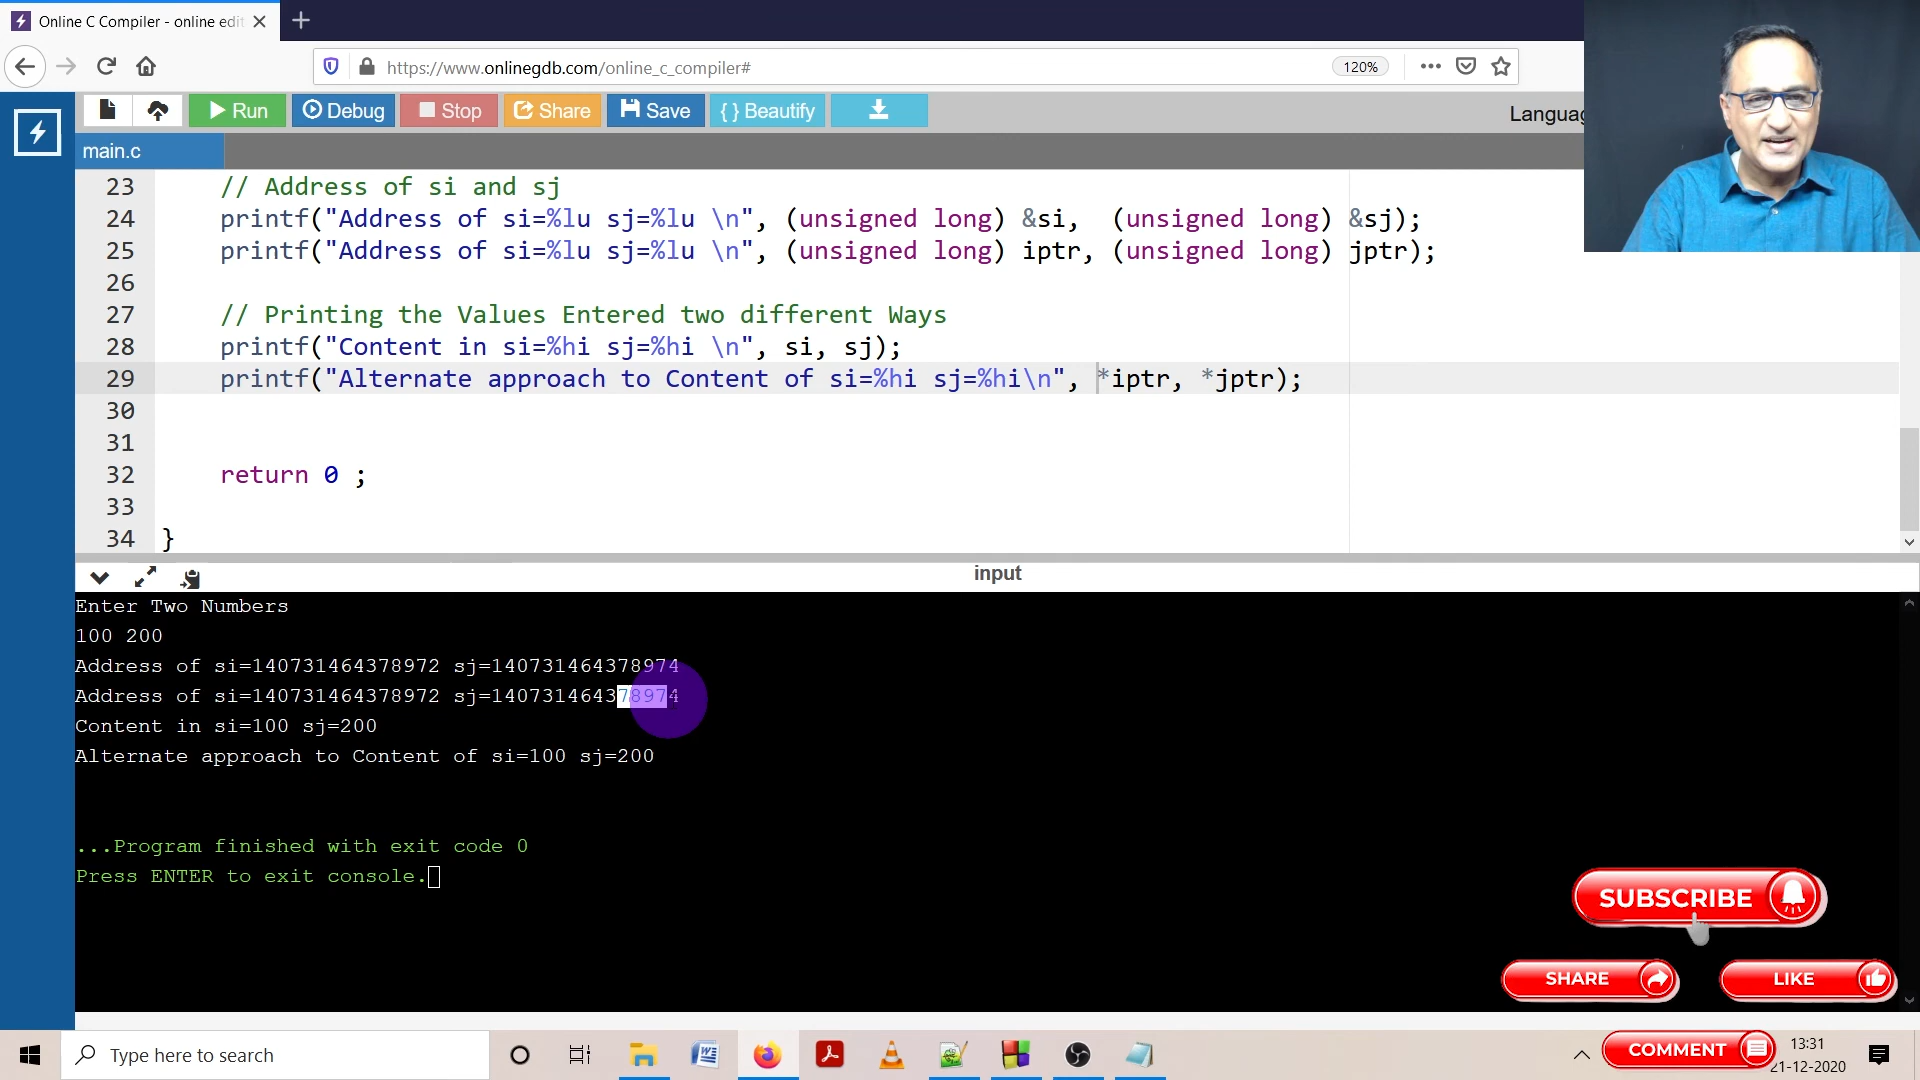 Online C Compiler - online edit
https://www.onlinegdb.com/online_c_compiler#
120%
Run
Debug
Stop
Share
Save
{ } Beautify
Languag
main.c
23 // Address of si and sj
24 printf("Address of si=%lu sj=%lu \n", (unsigned long) &si, (unsigned long) &sj);
25 printf("Address of si=%lu sj=%lu \n", (unsigned long) iptr, (unsigned long) jptr);
26
27 // Printing the Values Entered two different Ways
28 printf("Content in si=%hi sj=%hi \n", si, sj);
29 printf("Alternate approach to Content of si=%hi sj=%hi\n", *iptr, *jptr);
30
31
32 return 0 ;
33
34 }
input
Enter Two Numbers
100 200
Address of si=140731464378972 sj=140731464378974
Address of si=140731464378972 sj=140731464378974
Content in si=100 sj=200
Alternate approach to Content of si=100 sj=200
...Program finished with exit code 0
Press ENTER to exit console.
SUBSCRIBE
SHARE
LIKE
Type here to search
COMMENT
13:31
21-12-2020